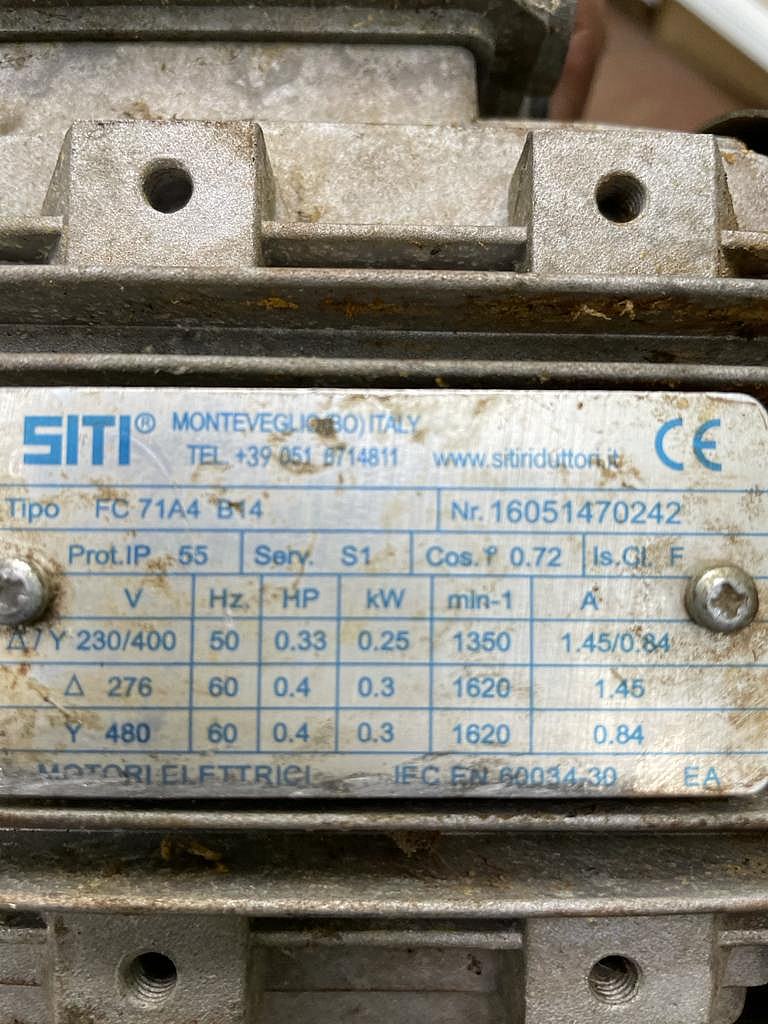 SITI® MONTEVEGLIO(BO) ITALY
TEL. +39 051 6714811 www.sitiriduttori.it CE
Tipo FC 71A4 B14 Nr. 16051470242
Prot.IP 55 Serv. S1 Cos. f 0.72 Is.Cl. F
V Hz HP kW min-1 A
Δ / Y 230/400 50 0.33 0.25 1350 1.45/0.84
Δ 276 60 0.4 0.3 1620 1.45
Y 480 60 0.4 0.3 1620 0.84
MOTORI ELETTRICI IEC EN 60034-30 EA